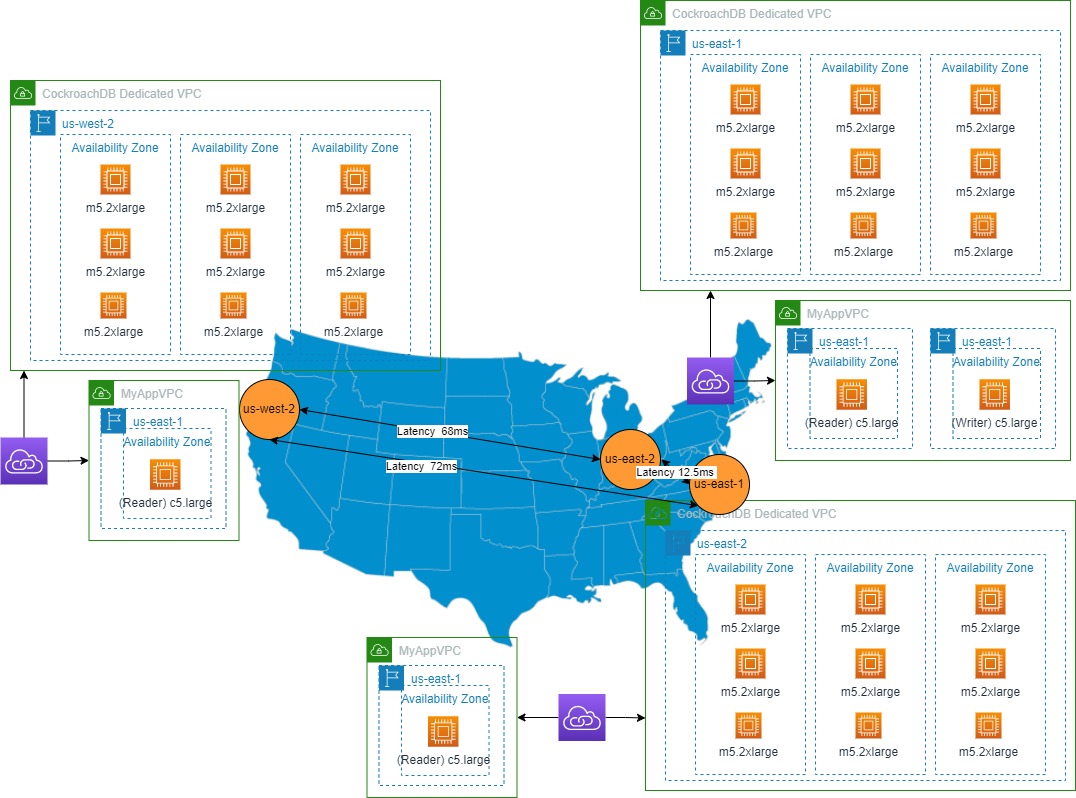 CockroachDB Dedicated VPC
us-east-1
Availability Zone Availability Zone Availability Zone
m5.2xlarge m5.2xlarge m5.2xlarge
m5.2xlarge m5.2xlarge m5.2xlarge
m5.2xlarge m5.2xlarge m5.2xlarge
CockroachDB Dedicated VPC
us-west-2
Availability Zone Availability Zone Availability Zone
m5.2xlarge m5.2xlarge m5.2xlarge
m5.2xlarge m5.2xlarge m5.2xlarge
m5.2xlarge m5.2xlarge m5.2xlarge
MyAppVPC
us-east-1 us-east-1
Availability Zone Availability Zone
(Reader) c5.large (Writer) c5.large
MyAppVPC
us-east-1
Availability Zone
(Reader) c5.large
us-west-2
Latency 68ms
Latency 72ms
us-east-2
Latency 12.5ms
us-east-1
CockroachDB Dedicated VPC
us-east-2
Availability Zone Availability Zone Availability Zone
m5.2xlarge m5.2xlarge m5.2xlarge
m5.2xlarge m5.2xlarge m5.2xlarge
m5.2xlarge m5.2xlarge m5.2xlarge
MyAppVPC
us-east-1
Availability Zone
(Reader) c5.large